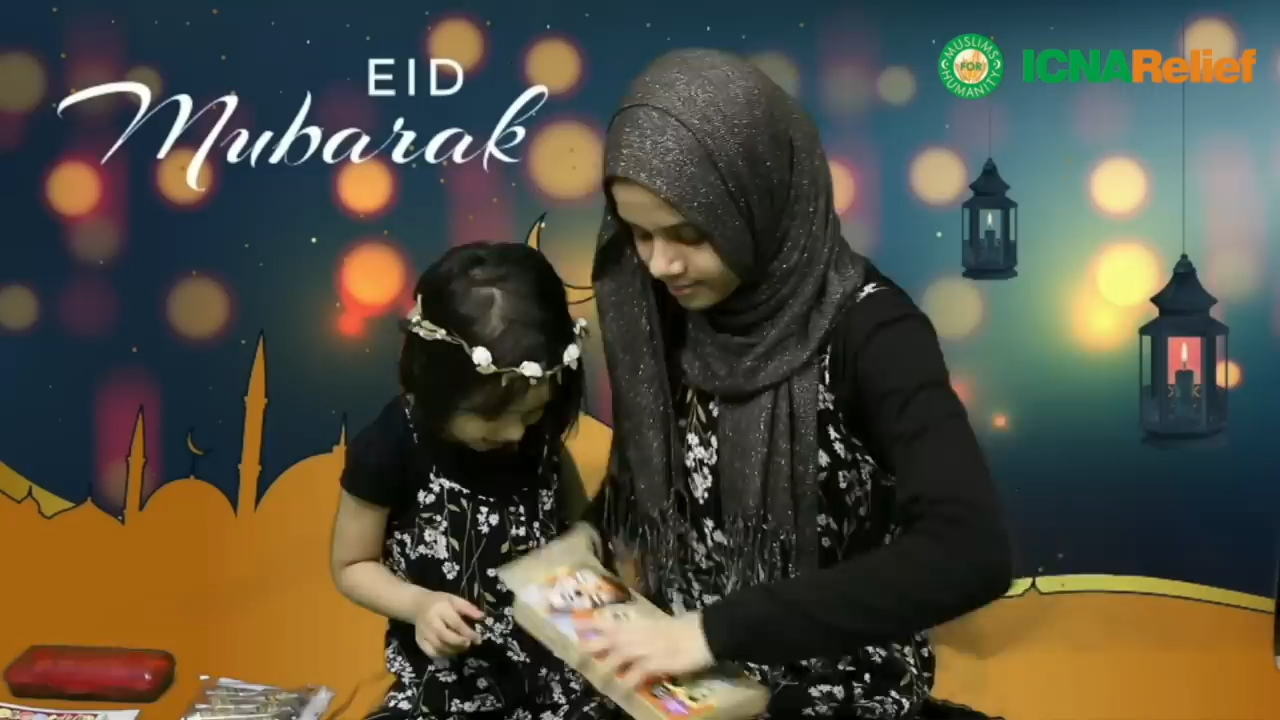 EID
Mubarak
MUSLIMS
FOR
HUMANITY
ICNARelief